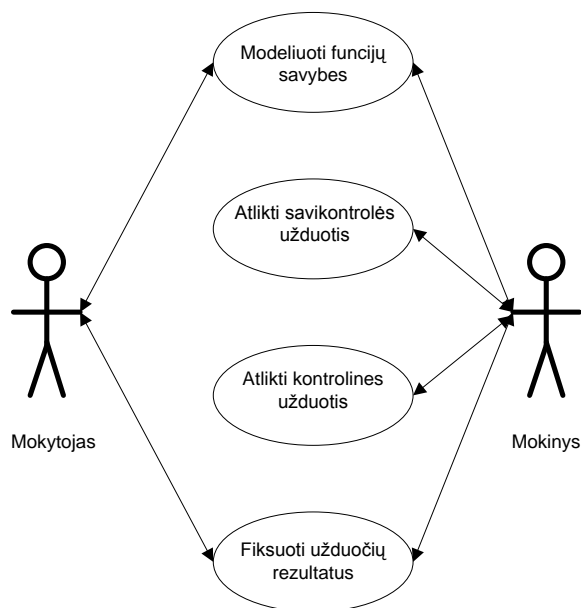 Modeliuoti funcijų
savybes
Atlikti savikontrolės
užduotis
Atlikti kontrolines
užduotis
Mokytojas
Mokinys
Fiksuoti užduočių
rezultatus